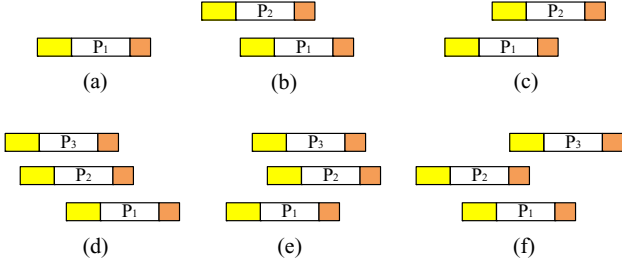 P2 P2
P1 P1 P1
(a) (b) (c)
P3 P3 P3
P2 P2 P2
P1 P1 P1
(d) (e) (f)